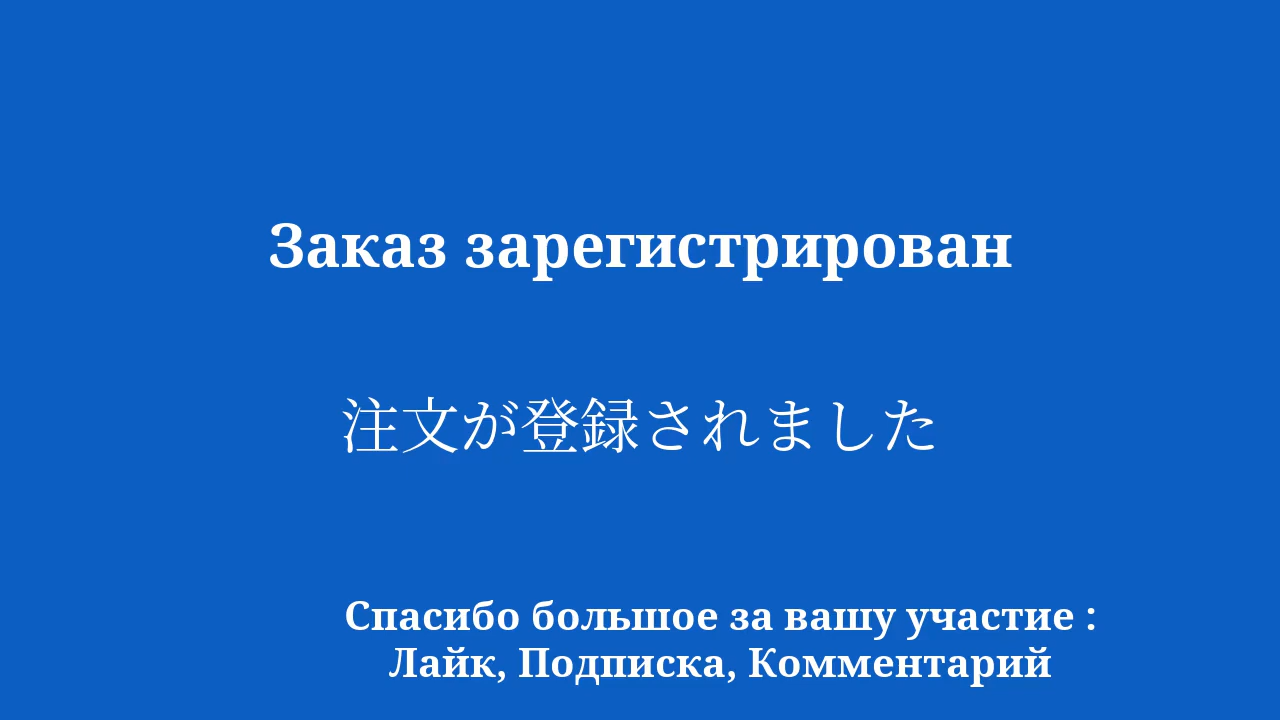 Заказ зарегистрирован
注文が登録されました
Спасибо большое за вашу участие :
Лайк, Подписка, Комментарий